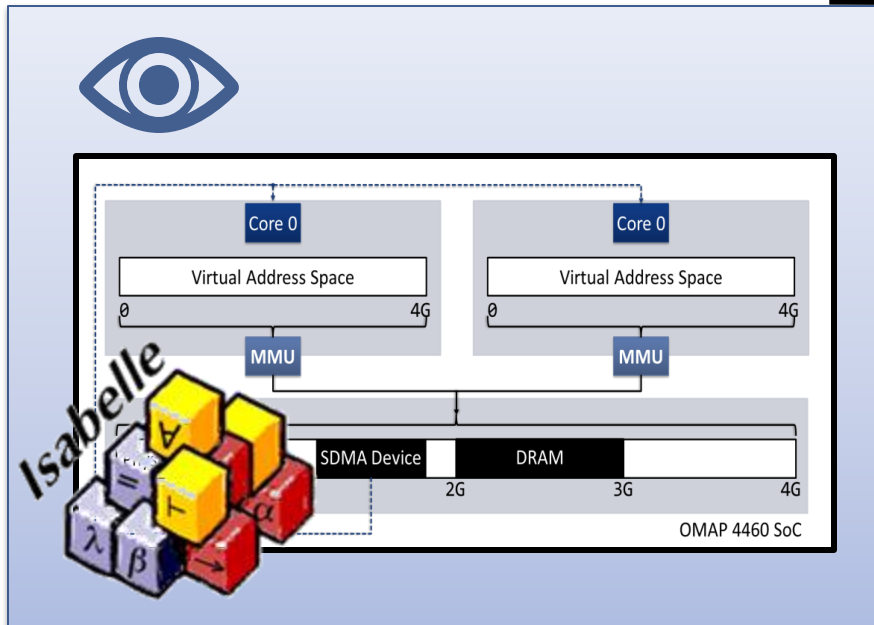 Core 0 Core 0
Virtual Address Space Virtual Address Space
0 4G 0 4G
MMU MMU
Isabelle
SDMA Device DRAM
2G 3G 4G
OMAP 4460 SoC
∀
=
⊢
α
λ
β
→